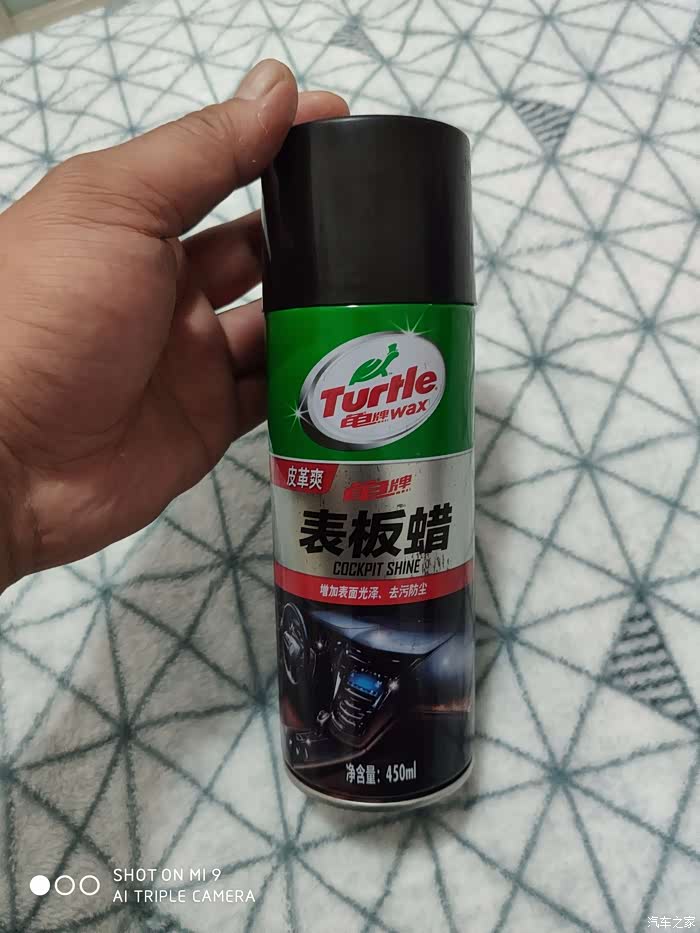 Turtle
龟牌wax
皮革爽
龟牌
表板蜡
COCKPIT SHINE
增加表面光泽、去污防尘
净含量：450ml
SHOT ON MI 9
AI TRIPLE CAMERA
汽车之家